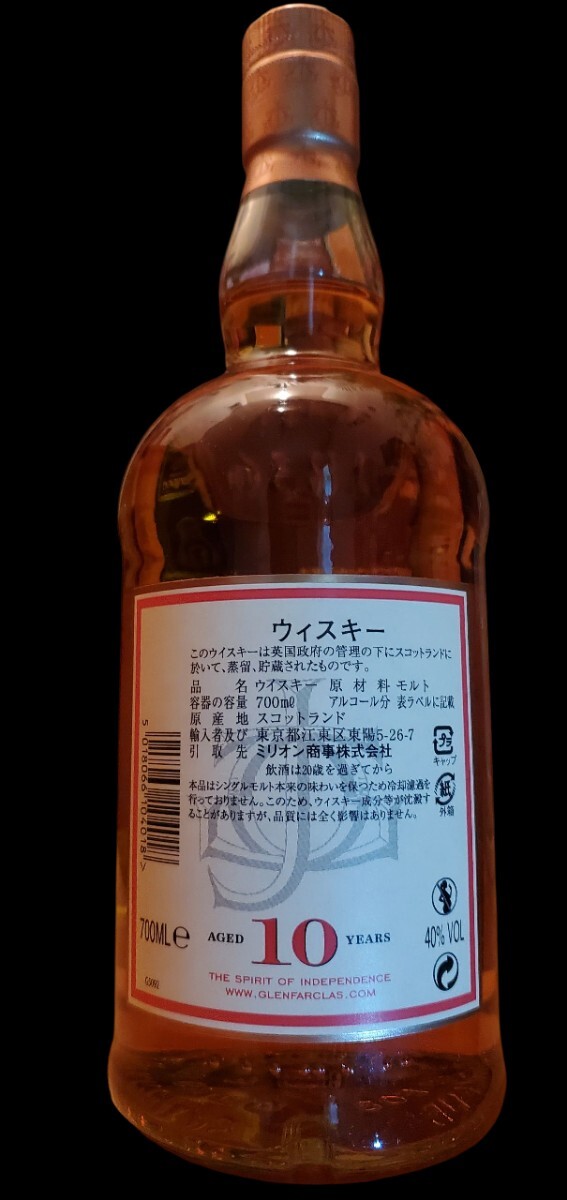 ウィスキー
このウイスキーは英国政府の管理の下にスコットランドに
於いて、蒸留、貯蔵されたものです。
品 名 ウイスキー 原 材 料 モルト
容器の容量 700mℓ アルコール分 表ラベルに記載
原 産 地 スコットランド
輸入者及び 東京都江東区東陽5-26-7
引 取 先 ミリオン商事株式会社
飲酒は20歳を過ぎてから
本品はシングルモルト本来の味わいを保つため冷却濾過を
行っておりません。このため、ウィスキー成分等が沈澱す
ることがありますが、品質には全く影響はありません。
プラ
キャップ
紙
外箱
5 018066 104018 >
700ML e
AGED 10 YEARS
40% VOL
THE SPIRIT OF INDEPENDENCE
WWW.GLENFARCLAS.COM